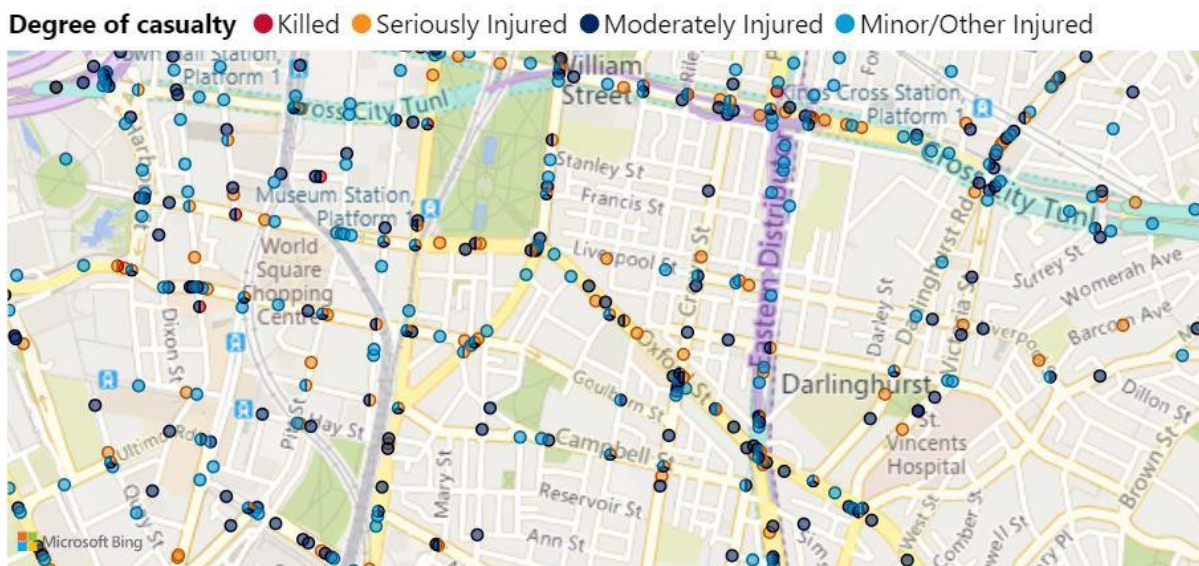 Degree of casualty Killed Seriously Injured Moderately Injured Minor/Other Injured
Station,
Platform 1
William
Street
Cross City Tunl
Kings Cross Station,
Platform
Stanley St
Francis St
Museum Station,
Platform 1
Cross City Tunl
World
Square
Shopping
Centre
Liverpool St
Eastern Distributor
Darlinghurst Rd
Surrey St
Womerah Ave
Barcom Ave
Victoria St
Darley St
Dixon St
Oxford St
Goulburn St
Darlinghurst
Dillon St
Pitt St
Hay St
Ultimo Rd
Campbell St
St.
Vincents
Hospital
Brown St
Mary St
Quay St
Reservoir St
Ann St
West St
Comber St
Microsoft Bing